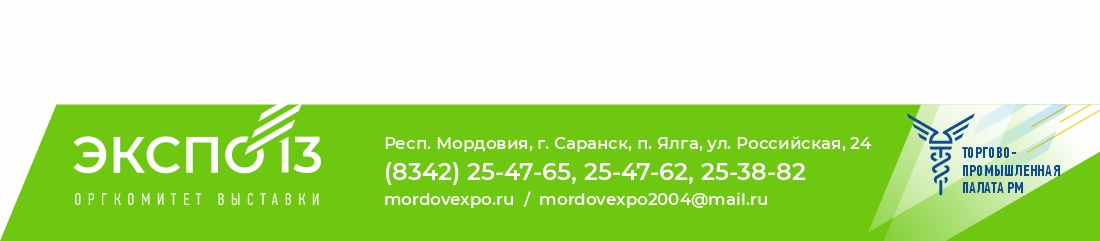 ЭКСПО 13
ОРГКОМИТЕТ ВЫСТАВКИ
Респ. Мордовия, г. Саранск, п. Ялга, ул. Российская, 24
(8342) 25-47-65, 25-47-62, 25-38-82
mordovexpo.ru / mordovexpo2004@mail.ru
ТОРГОВО-
ПРОМЫШЛЕННАЯ
ПАЛАТА РМ